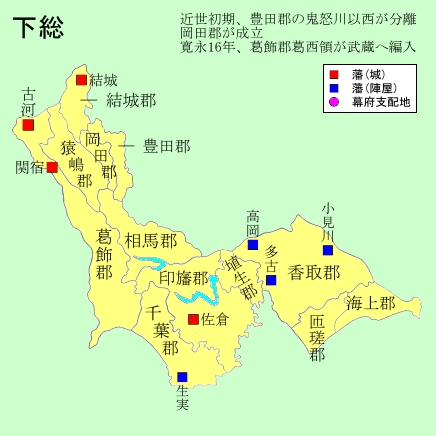 下総
近世初期、豊田郡の鬼怒川以西が分離
岡田郡が成立
寛永16年、葛飾郡葛西領が武蔵へ編入
藩（城）
藩（陣屋）
幕府支配地
結城
結城郡
古河
岡田郡
猿嶋郡
豊田郡
関宿
葛飾郡
相馬郡
印旛郡
埴生郡
高岡
小見川
多古
香取郡
海上郡
匝瑳郡
千葉郡
佐倉
生実